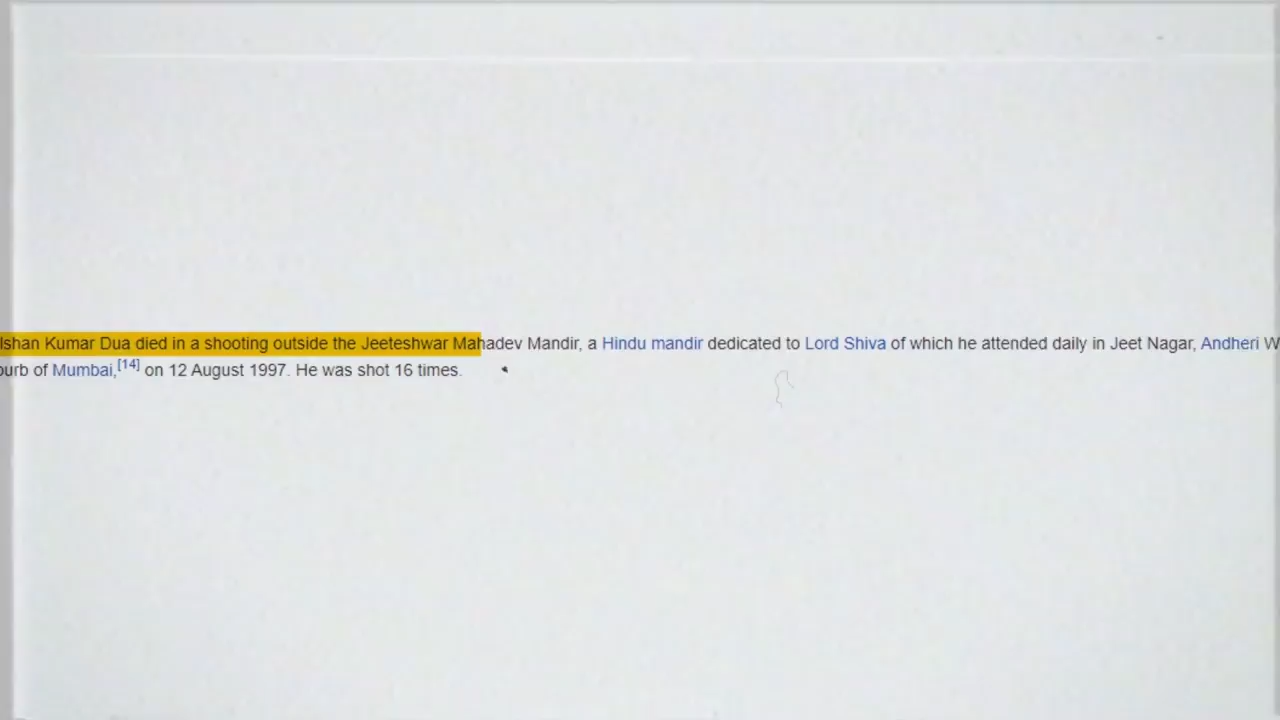 lshan Kumar Dua died in a shooting outside the Jeeteshwar Mahadev Mandir, a Hindu mandir dedicated to Lord Shiva of which he attended daily in Jeet Nagar, Andheri W
ourb of Mumbai,[14] on 12 August 1997. He was shot 16 times.